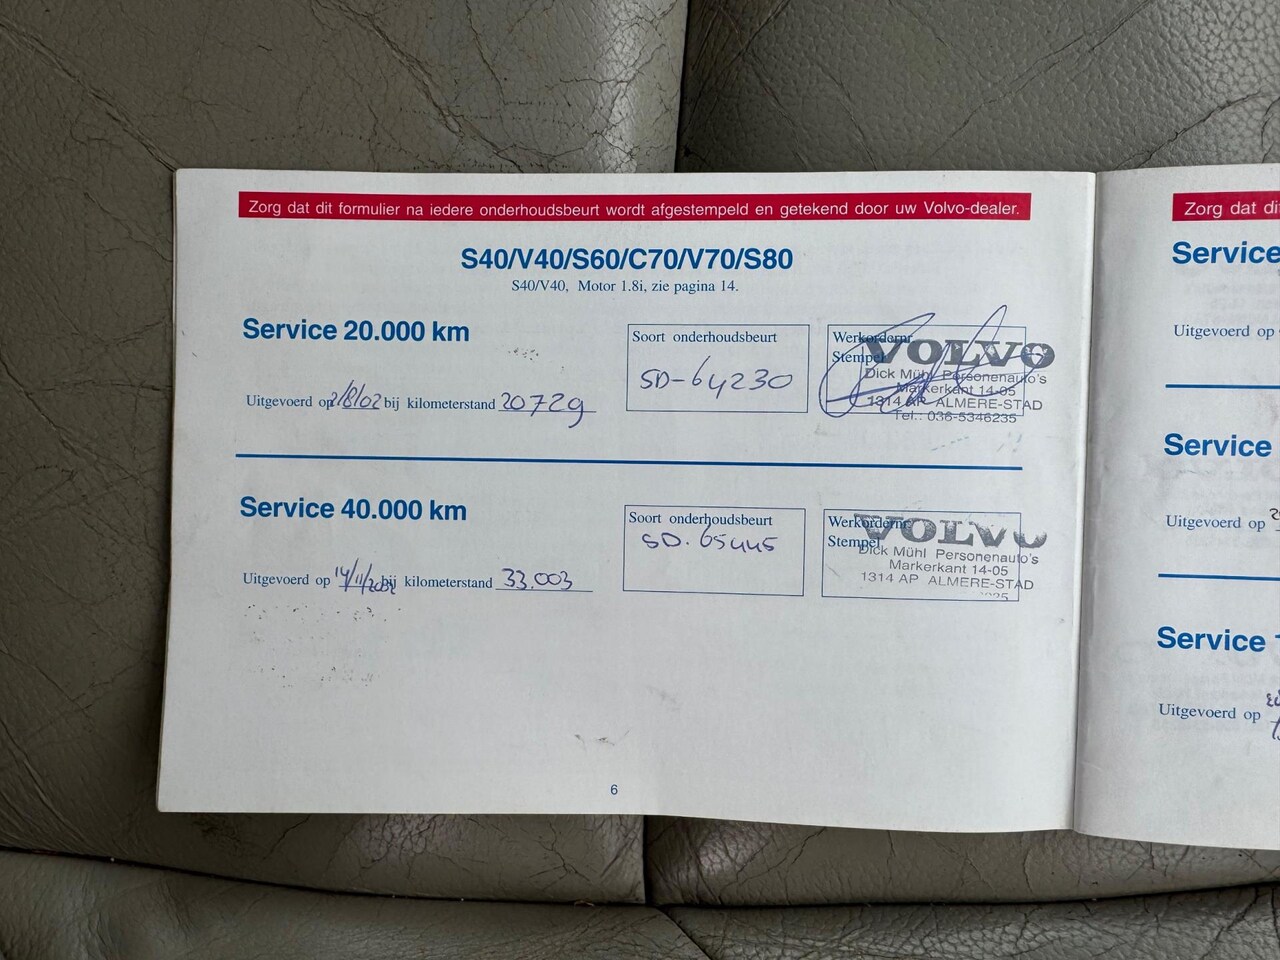 Zorg dat dit formulier na iedere onderhoudsbeurt wordt afgestempeld en getekend door uw Volvo-dealer.
S40/V40/S60/C70/V70/S80
S40/V40, Motor 1.8i, zie pagina 14.
Service 20.000 km
Soort onderhoudsbeurt
SD-64230
Werkordernr.
Stempel
VOLVO
Dick Mühl Personenauto's
Markerkant 14-05
1314 AP ALMERE-STAD
Tel.: 036-5346235
Uitgevoerd op 2/8/02 bij kilometerstand 20729
Service 40.000 km
Soort onderhoudsbeurt
SD. 65445
Werkordernr.
Stempel
VOLVO
Dick Mühl Personenauto's
Markerkant 14-05
1314 AP ALMERE-STAD
Uitgevoerd op 14/11/ bij kilometerstand 33.003
6
Zorg dat di
Service
Uitgevoerd op
Service
Uitgevoerd op
Service
Uitgevoerd op